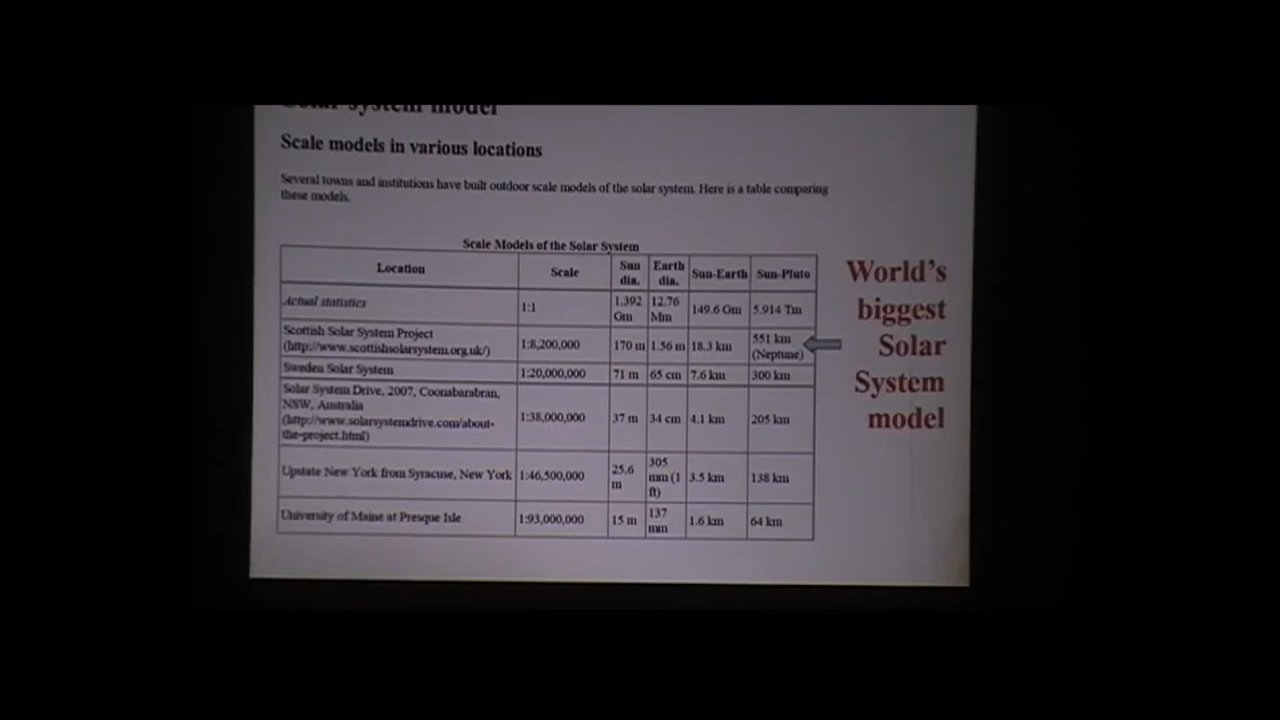 Solar system model
Scale models in various locations
Several towns and institutions have built outdoor scale models of the solar system. Here is a table comparing
these models.
Scale Models of the Solar System
Location Scale Sun dia. Earth dia. Sun-Earth Sun-Pluto
Actual statistics 1:1 1.392 Gm 12.76 Mm 149.6 Gm 5.914 Tm
Scottish Solar System Project
(http://www.scottishsolarsystem.org.uk/) 1:8,200,000 170 m 1.56 m 18.3 km 551 km (Neptune)
Sweden Solar System 1:20,000,000 71 m 65 cm 7.6 km 300 km
Solar System Drive, 2007, Coonabarabran,
NSW, Australia
(http://www.solarsystemdrive.com/about-
the-project.html) 1:38,000,000 37 m 34 cm 4.1 km 205 km
Upstate New York from Syracuse, New York 1:46,500,000 25.6 m 305 mm (1 ft) 3.5 km 138 km
University of Maine at Presque Isle 1:93,000,000 15 m 137 mm 1.6 km 64 km
World's
biggest
Solar
System
model